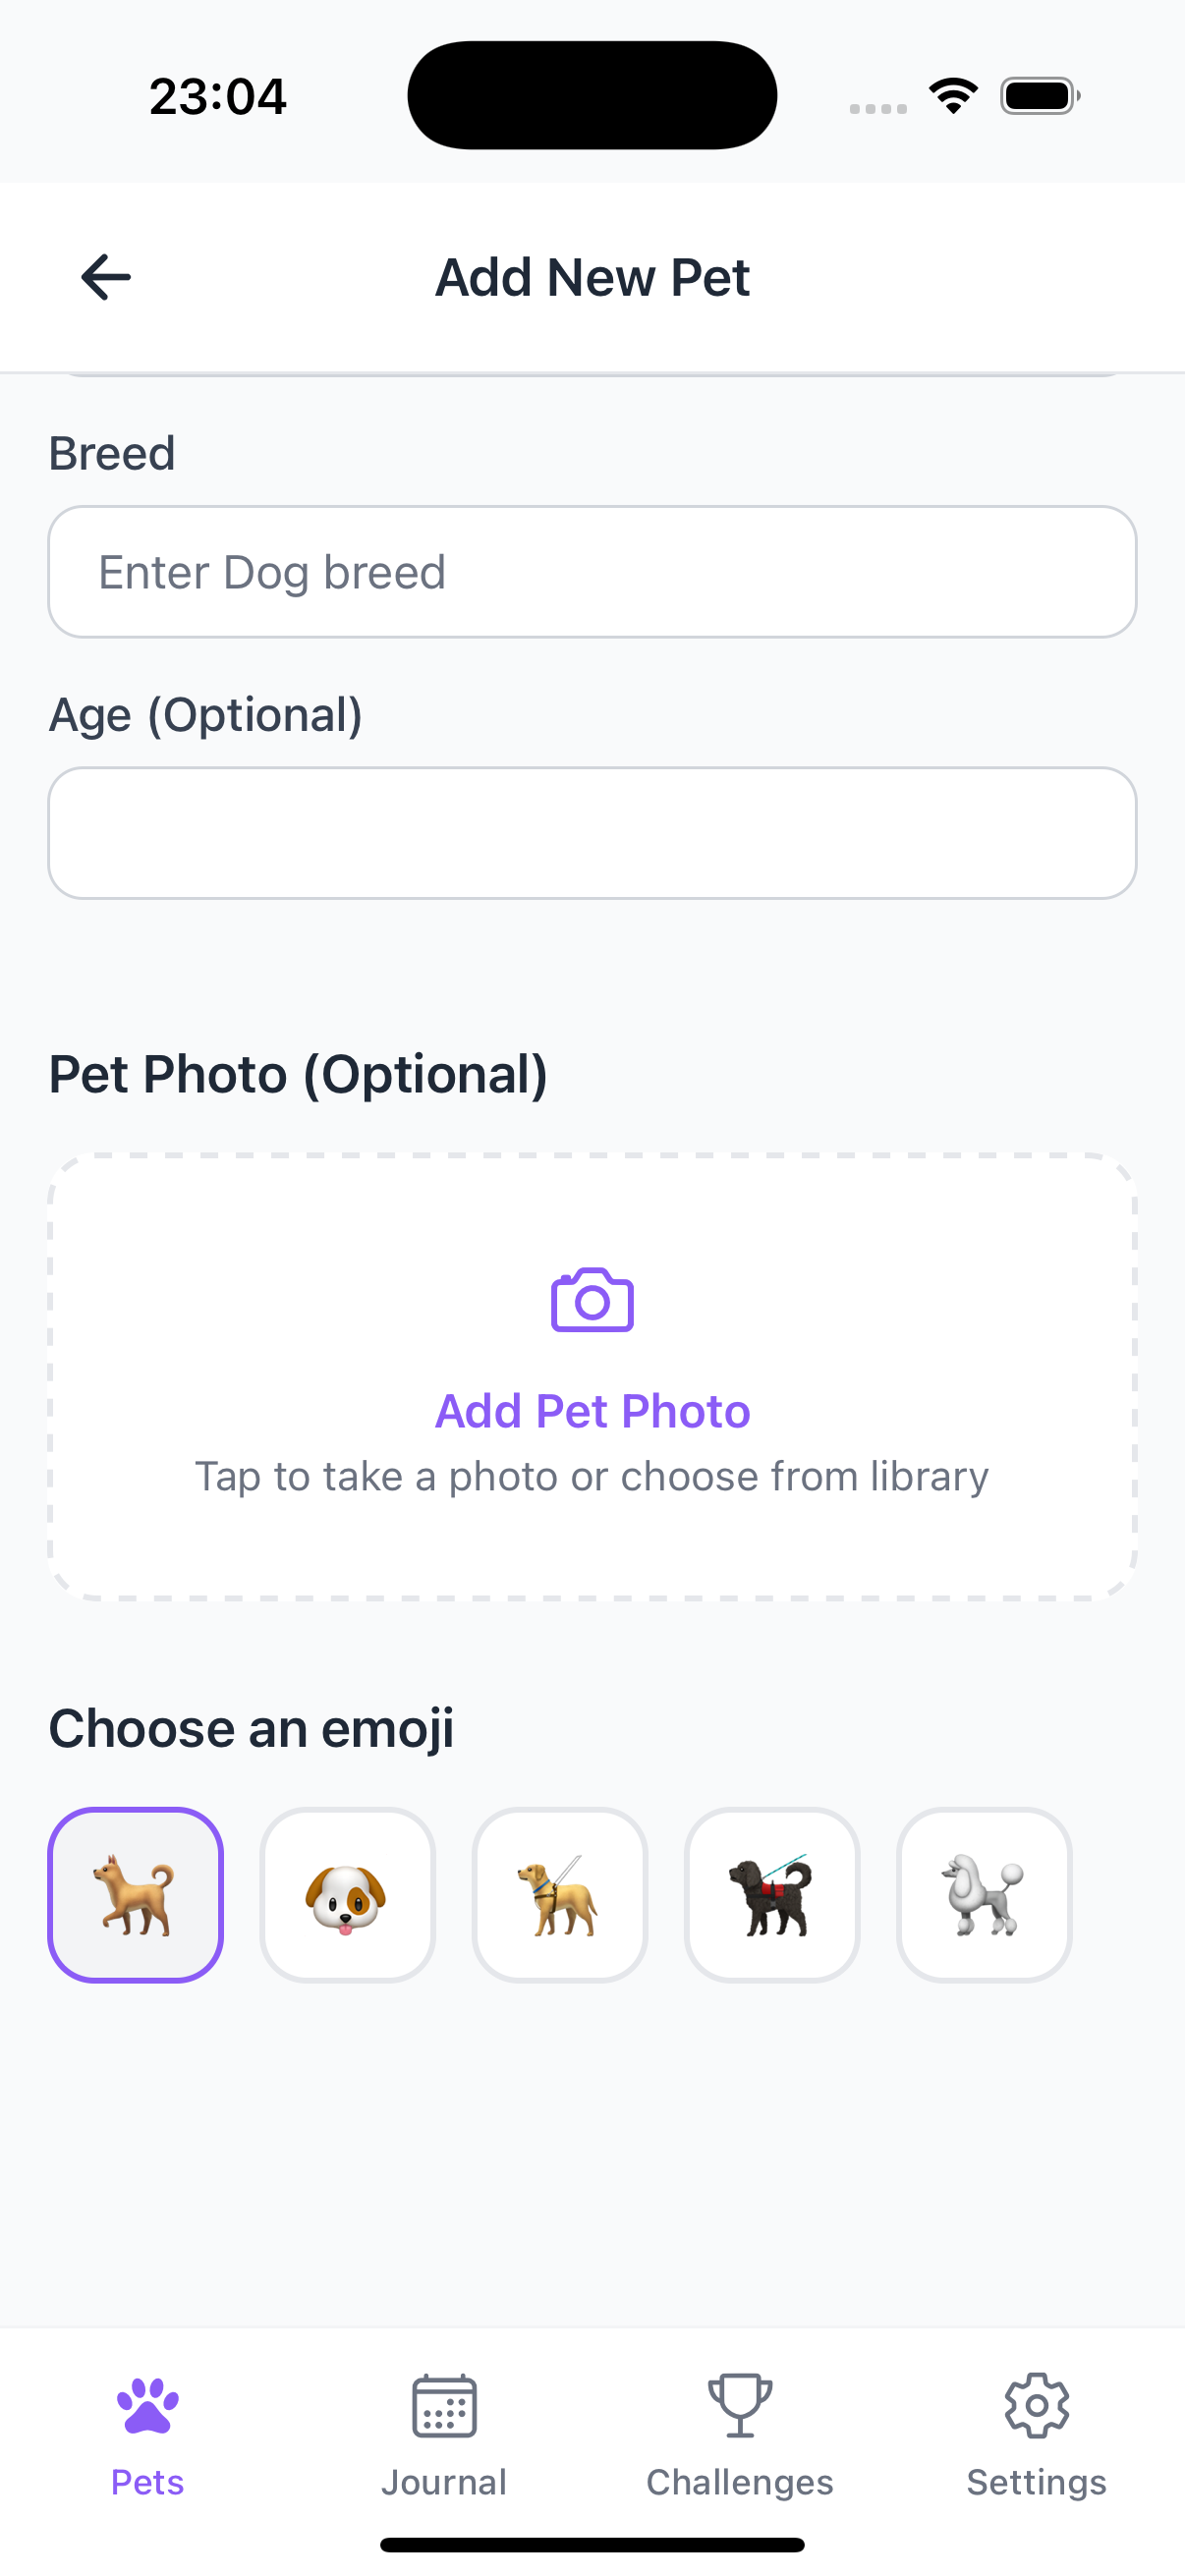 23:04
Add New Pet
Breed
Enter Dog breed
Age (Optional)
Pet Photo (Optional)
Add Pet Photo
Tap to take a photo or choose from library
Choose an emoji
Pets
Journal
Challenges
Settings